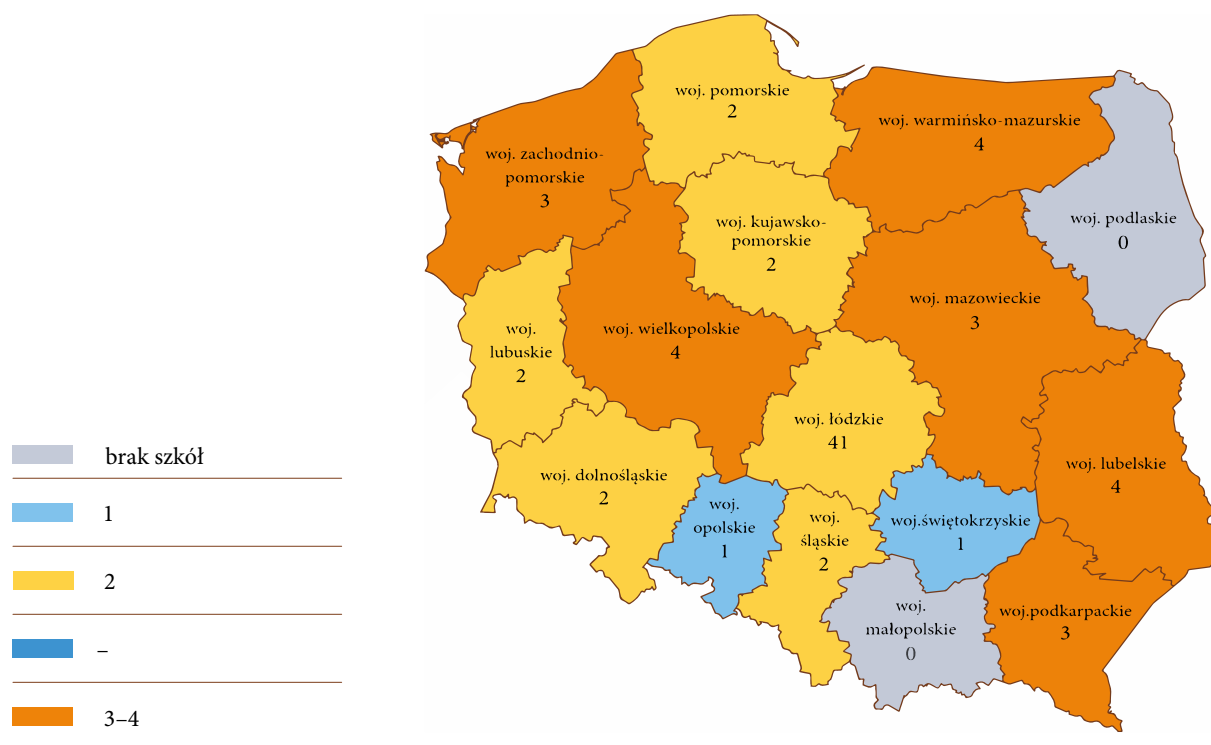 woj. pomorskie
2
woj. warmińsko-mazurskie
4
woj. zachodnio-
pomorskie
3
woj. podlaskie
0
woj. kujawsko-
pomorskie
2
woj. mazowieckie
3
woj.
lubuskie
2
woj. wielkopolskie
4
woj. łódzkie
41
woj. lubelskie
4
woj. dolnośląskie
2
woj.
opolskie
1
woj.
śląskie
2
woj.świętokrzyskie
1
woj.
małopolskie
0
woj.podkarpackie
3
brak szkół
1
2
–
3–4